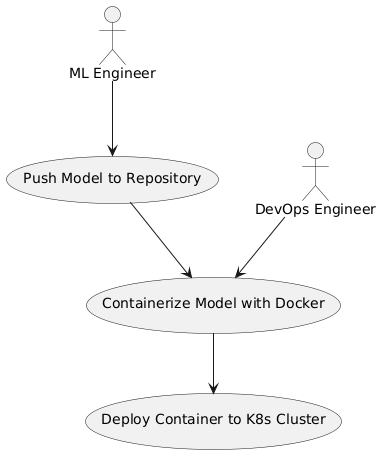 ML Engineer
Push Model to Repository
DevOps Engineer
Containerize Model with Docker
Deploy Container to K8s Cluster